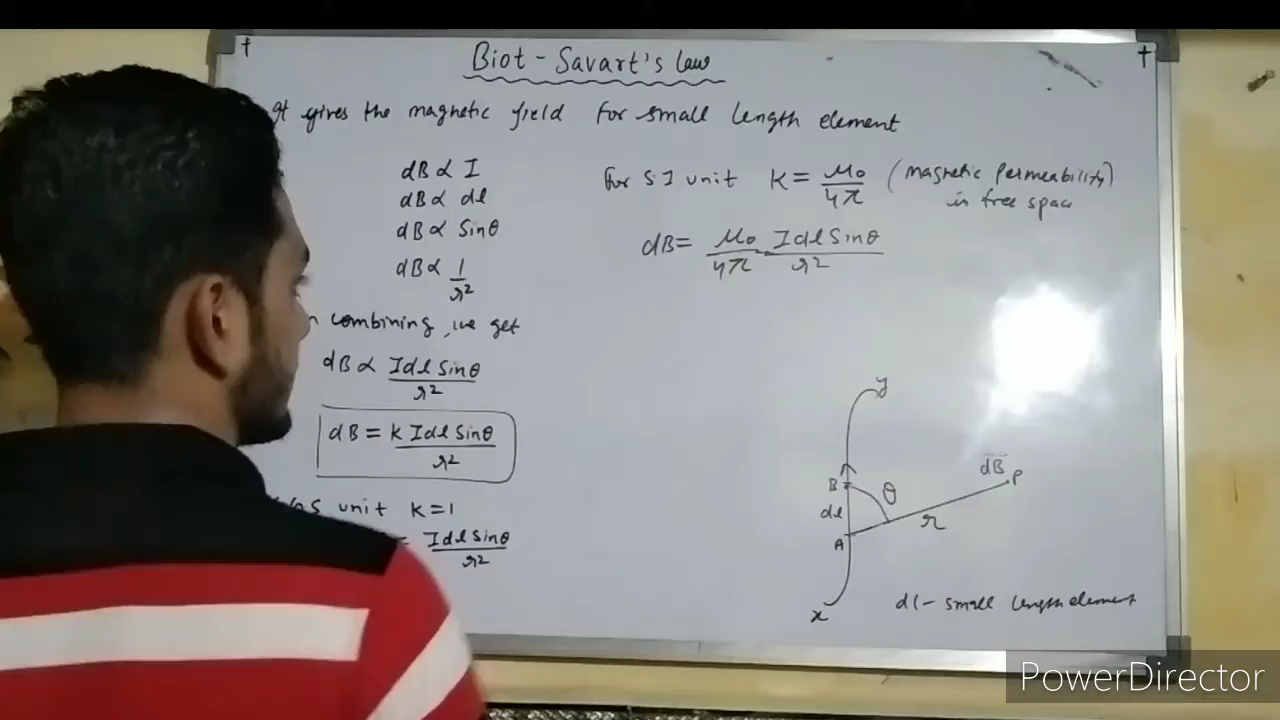 Biot - Savart's law
It gives the magnetic field for small length element
dB ∝ I
dB ∝ dl
dB ∝ Sinθ
dB ∝ 1/r²
combining, we get
dB ∝ Idl Sinθ/r²
dB = K Idl Sinθ/r²
unit K=1
= Idl Sinθ/r²
For S I unit K = μ₀/4π (magnetic permeability)
in free space
dB = μ₀/4π Idl Sinθ/r²
y
B
θ
dB
P
dl
r
A
x
dl - small length element
PowerDirector